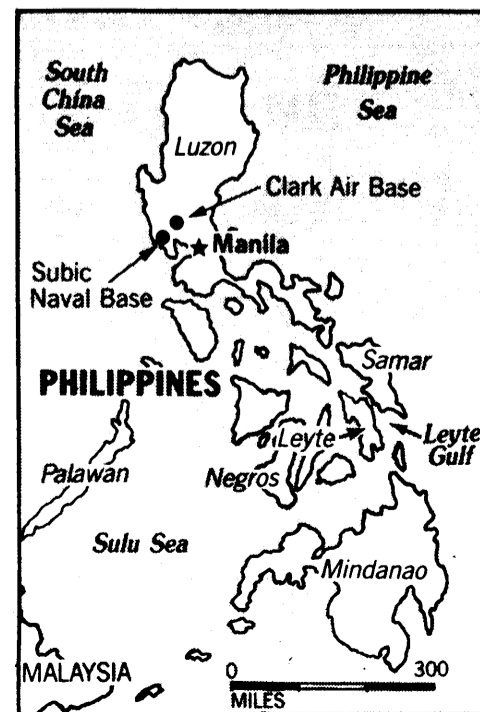 South
China
Sea
Philippine
Sea
Luzon
Clark Air Base
Manila
Subic
Naval Base
PHILIPPINES
Samar
Leyte
Leyte
Gulf
Negros
Palawan
Sulu Sea
Mindanao
MALAYSIA
0 300
MILES